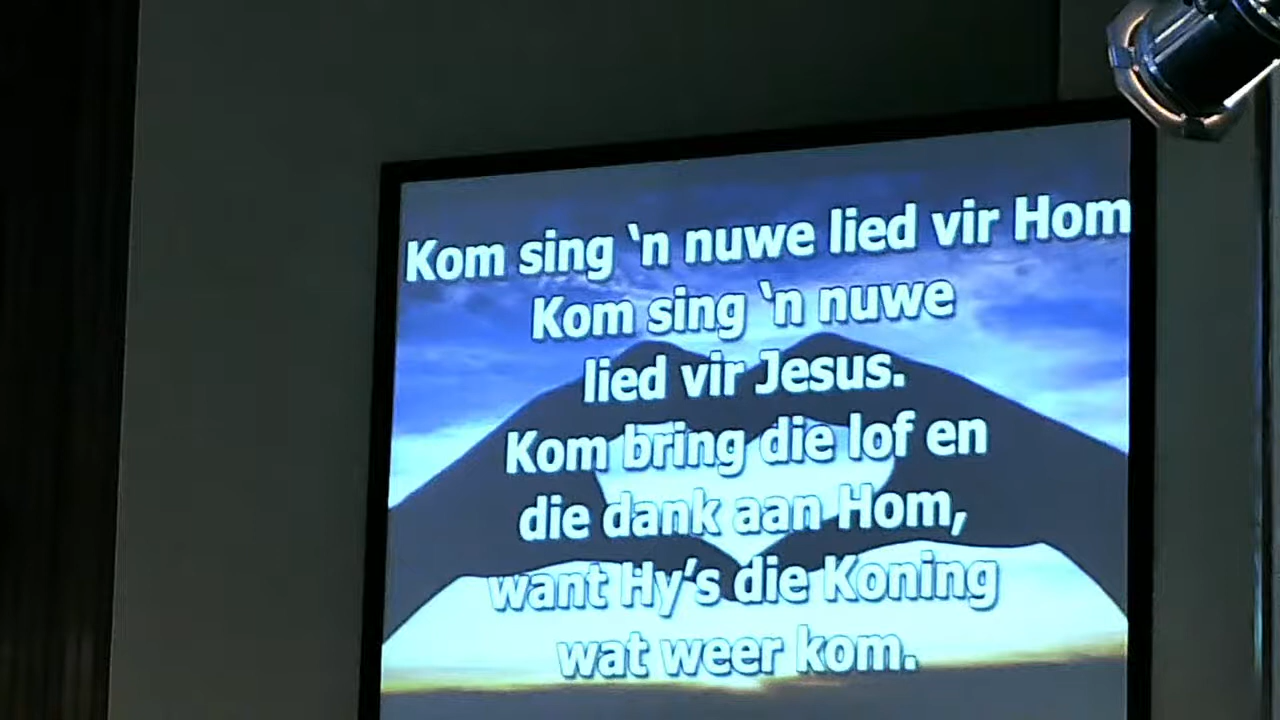 Kom sing ‘n nuwe lied vir Hom
Kom sing ‘n nuwe
lied vir Jesus.
Kom bring die lof en
die dank aan Hom,
want Hy’s die Koning
wat weer kom.